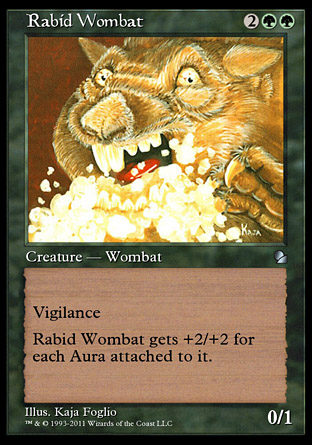 Rabid Wombat 2
KAJA
Creature — Wombat
Vigilance
Rabid Wombat gets +2/+2 for
each Aura attached to it.
Illus. Kaja Foglio
™ & © 1993-2011 Wizards of the Coast LLC
0/1